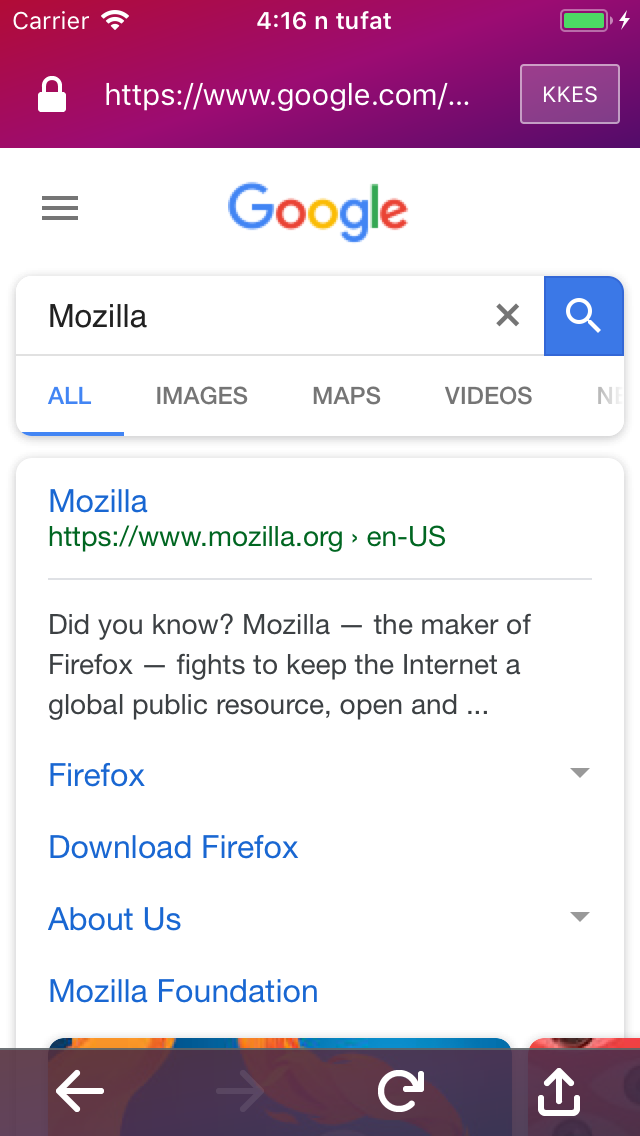 Carrier 4:16 n tufat
https://www.google.com/... KKES
Google
Mozilla
ALL IMAGES MAPS VIDEOS NE
Mozilla
https://www.mozilla.org › en-US
Did you know? Mozilla — the maker of
Firefox — fights to keep the Internet a
global public resource, open and ...
Firefox
Download Firefox
About Us
Mozilla Foundation